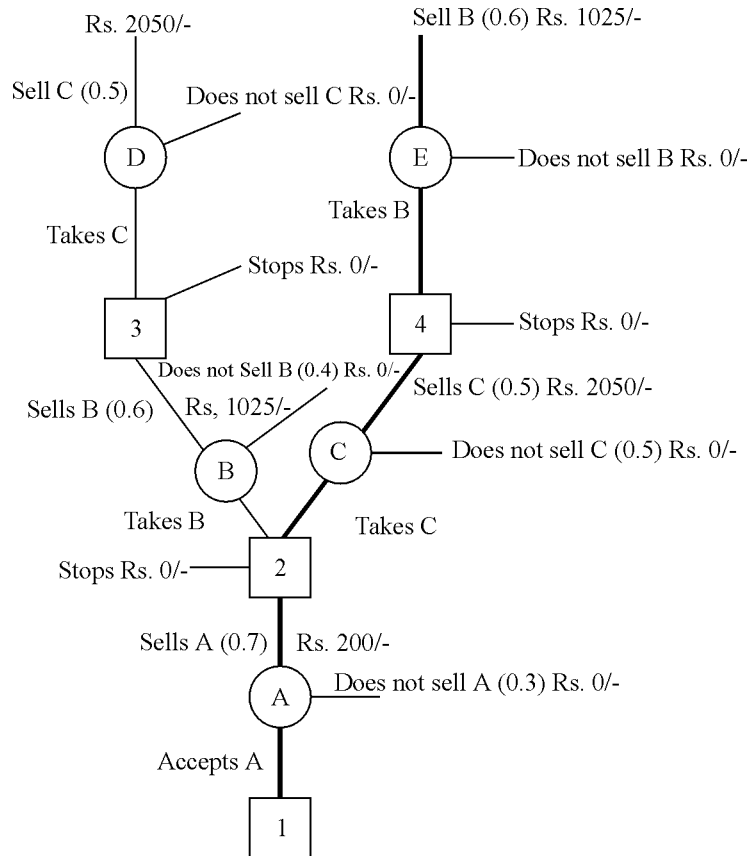 Rs. 2050/-
Sell B (0.6) Rs. 1025/-
Sell C (0.5)
Does not sell C Rs. 0/-
D
E
Does not sell B Rs. 0/-
Takes C
Takes B
Stops Rs. 0/-
3
4
Stops Rs. 0/-
Does not Sell B (0.4) Rs. 0/-
Sells C (0.5) Rs. 2050/-
Sells B (0.6)
Rs, 1025/-
B
C
Does not sell C (0.5) Rs. 0/-
Takes B
Takes C
Stops Rs. 0/-
2
Sells A (0.7)
Rs. 200/-
Does not sell A (0.3) Rs. 0/-
A
Accepts A
1